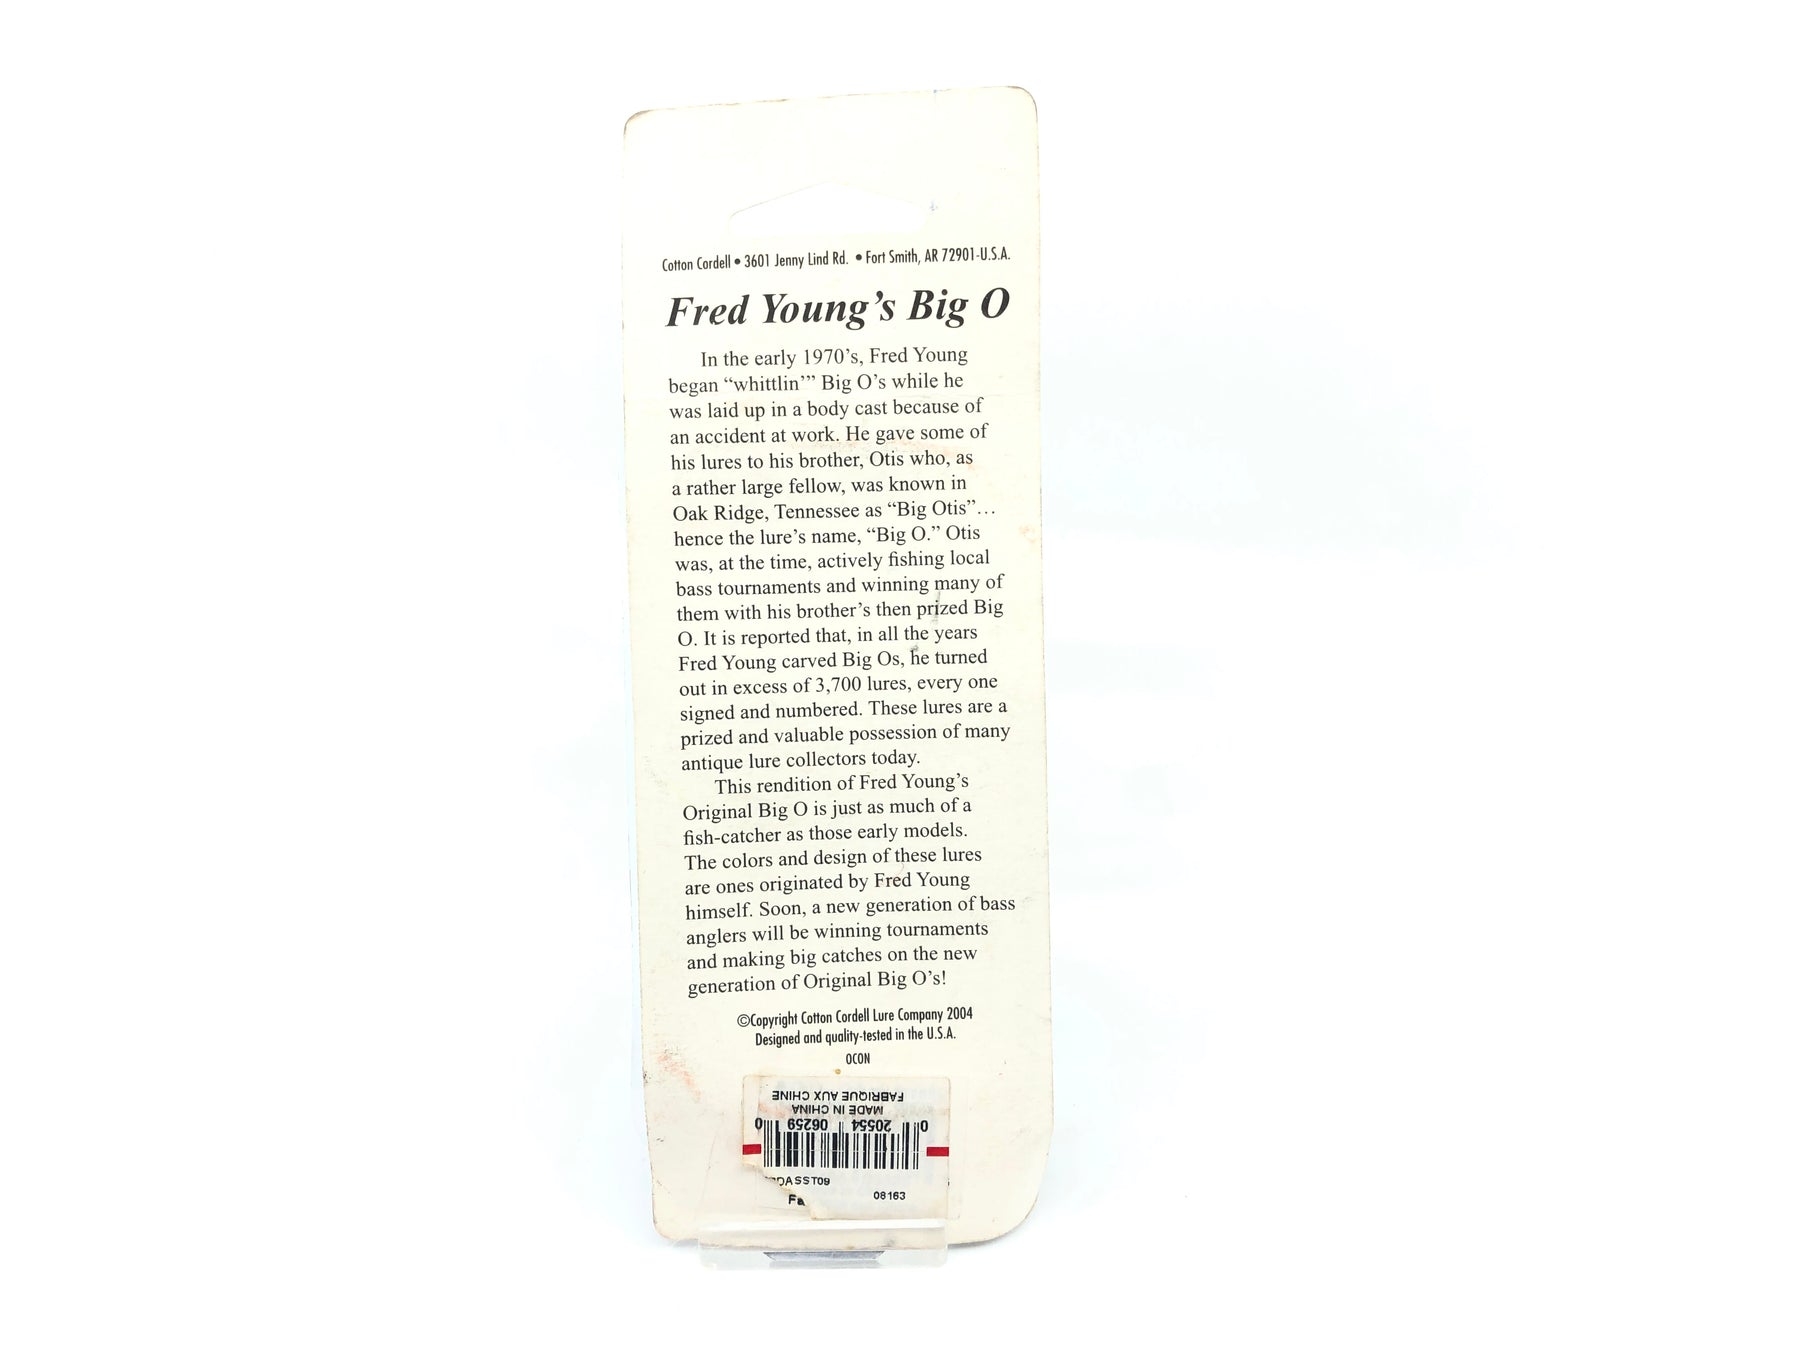 Cotton Cordell • 3601 Jenny Lind Rd. • Fort Smith, AR 72901-U.S.A.
Fred Young's Big O
In the early 1970's, Fred Young
began “whittlin’” Big O's while he
was laid up in a body cast because of
an accident at work. He gave some of
his lures to his brother, Otis who, as
a rather large fellow, was known in
Oak Ridge, Tennessee as “Big Otis”…
hence the lure's name, “Big O.” Otis
was, at the time, actively fishing local
bass tournaments and winning many of
them with his brother's then prized Big
O. It is reported that, in all the years
Fred Young carved Big Os, he turned
out in excess of 3,700 lures, every one
signed and numbered. These lures are a
prized and valuable possession of many
antique lure collectors today.
This rendition of Fred Young's
Original Big O is just as much of a
fish-catcher as those early models.
The colors and design of these lures
are ones originated by Fred Young
himself. Soon, a new generation of bass
anglers will be winning tournaments
and making big catches on the new
generation of Original Big O's!
©Copyright Cotton Cordell Lure Company 2004
Designed and quality-tested in the U.S.A.
OCON
FABRIQUE AUX CHINE
MADE IN CHINA
0 20554 06259 0
08163